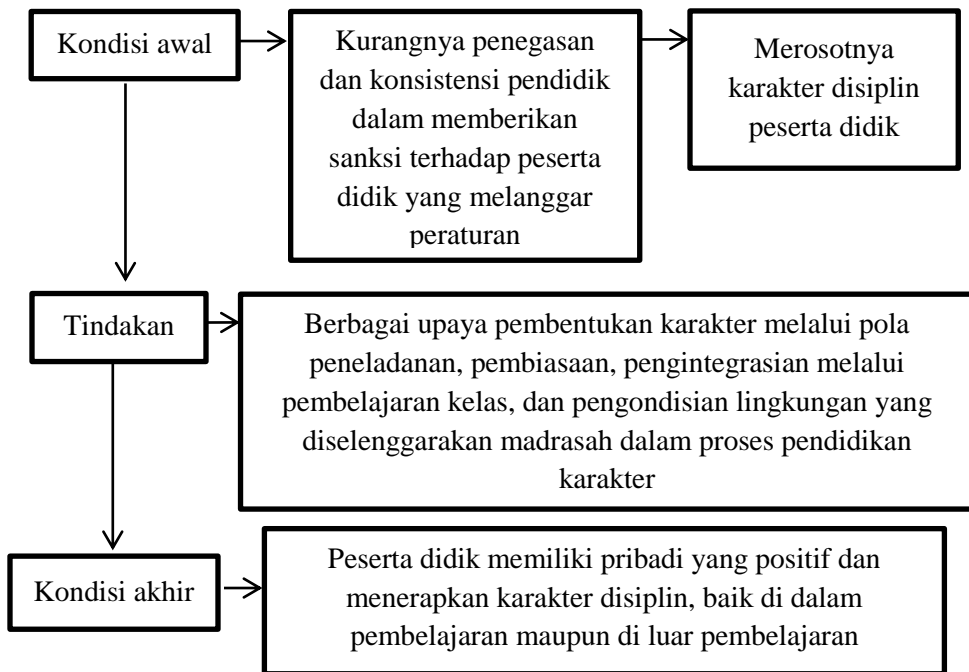 Kondisi awal
Kurangnya penegasan
dan konsistensi pendidik
dalam memberikan
sanksi terhadap peserta
didik yang melanggar
peraturan
Merosotnya
karakter disiplin
peserta didik
Tindakan
Berbagai upaya pembentukan karakter melalui pola
peneladanan, pembiasaan, pengintegrasian melalui
pembelajaran kelas, dan pengondisian lingkungan yang
diselenggarakan madrasah dalam proses pendidikan
karakter
Kondisi akhir
Peserta didik memiliki pribadi yang positif dan
menerapkan karakter disiplin, baik di dalam
pembelajaran maupun di luar pembelajaran